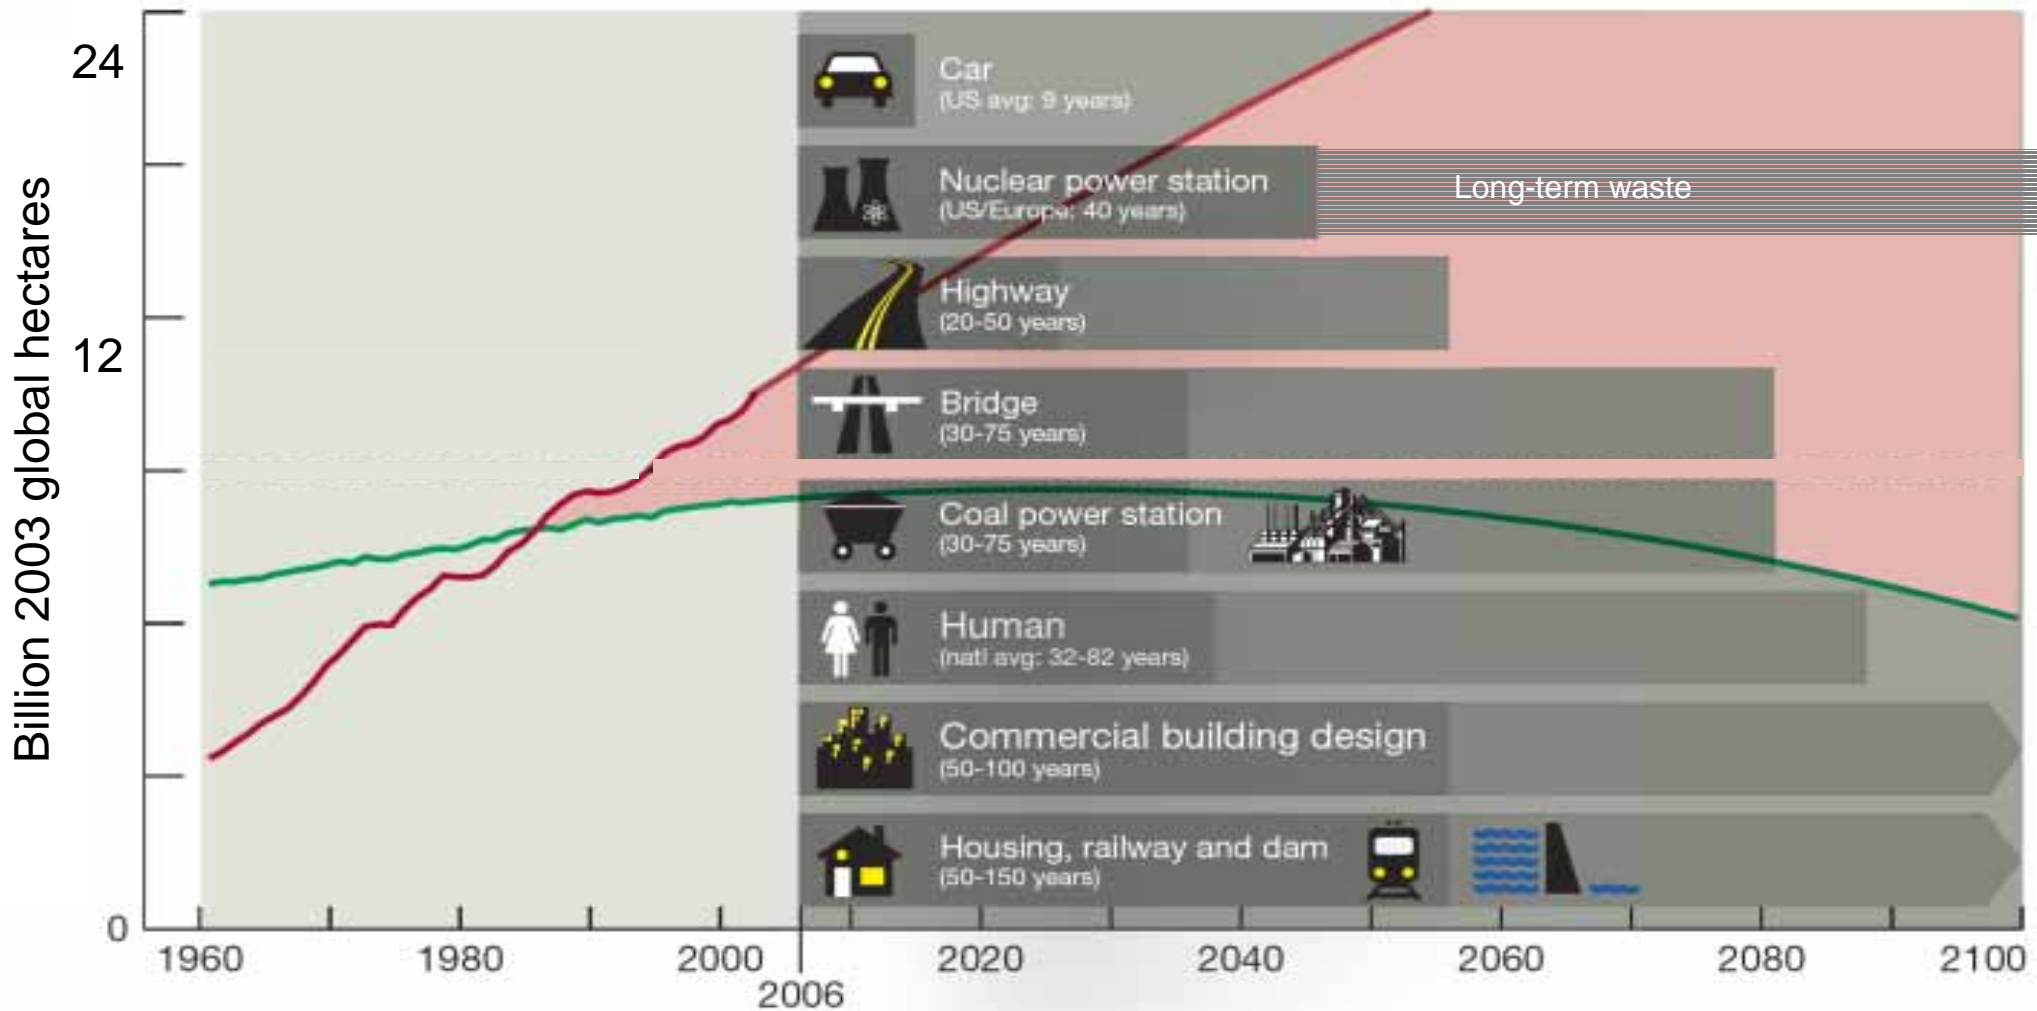 24
12
0
Billion 2003 global hectares
Car
(US avg: 9 years)
Nuclear power station
(US/Europe: 40 years)
Long-term waste
Highway
(20-50 years)
Bridge
(30-75 years)
Coal power station
(30-75 years)
Human
(natl avg: 32-82 years)
Commercial building design
(50-100 years)
Housing, railway and dam
(50-150 years)
1960 1980 2000 2020 2040 2060 2080 2100
2006